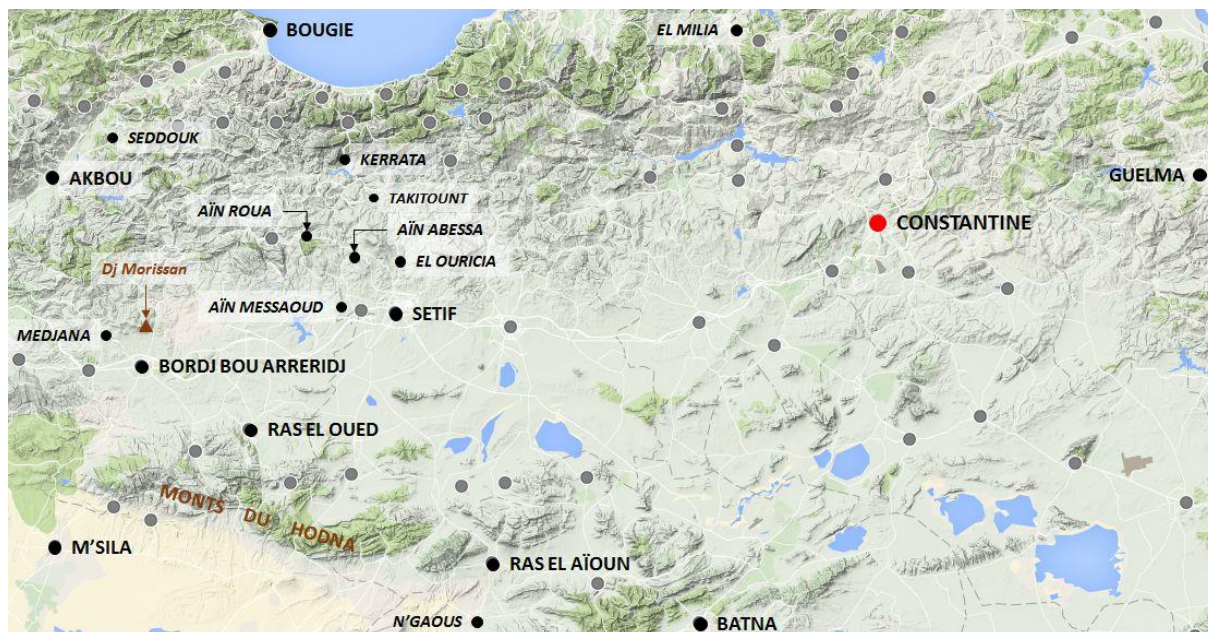 BOUGIE
EL MILIA
SEDDOUK
KERRATA
AKBOU
GUELMA
TAKITOUNT
AÏN ROUA
CONSTANTINE
AÏN ABESSA
EL OURICIA
Dj Morissan
AÏN MESSAOUD
SETIF
MEDJANA
BORDJ BOU ARRERIDJ
RAS EL OUED
MONTS DU HODNA
M'SILA
RAS EL AÏOUN
N'GAOUS
BATNA